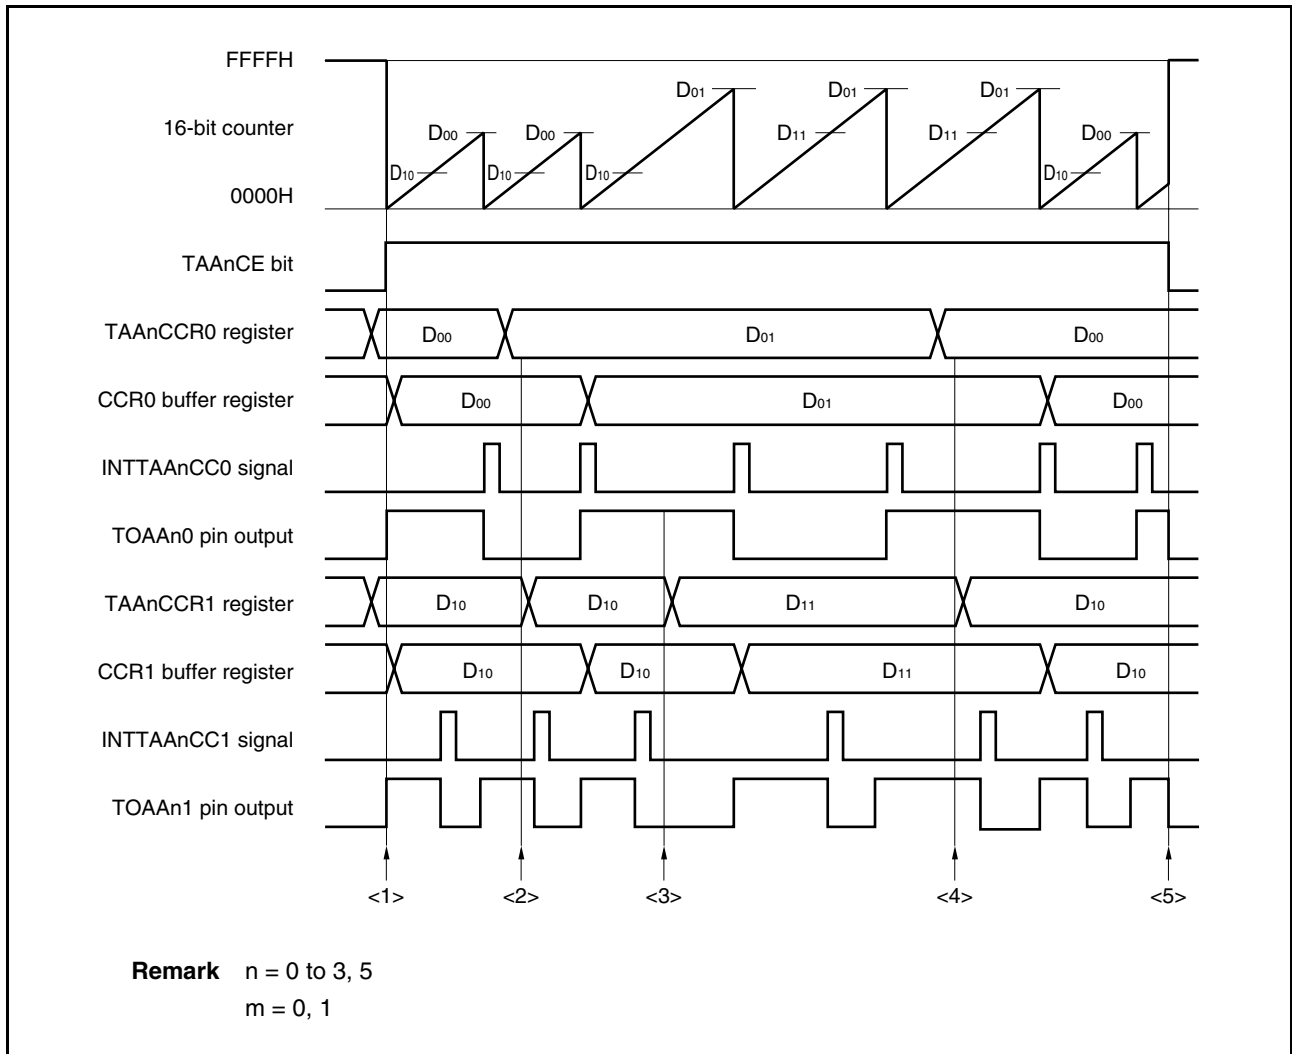 FFFFH
16-bit counter
0000H
D01 D01 D01
D00 D00 D11 D11 D00
D10 D10 D10 D10
TAAnCE bit
TAAnCCR0 register D00 D01 D00
CCR0 buffer register D00 D01 D00
INTTAAnCC0 signal
TOAAn0 pin output
TAAnCCR1 register D10 D10 D11 D10
CCR1 buffer register D10 D10 D11 D10
INTTAAnCC1 signal
TOAAn1 pin output
<1> <2> <3> <4> <5>
Remark n = 0 to 3, 5
m = 0, 1